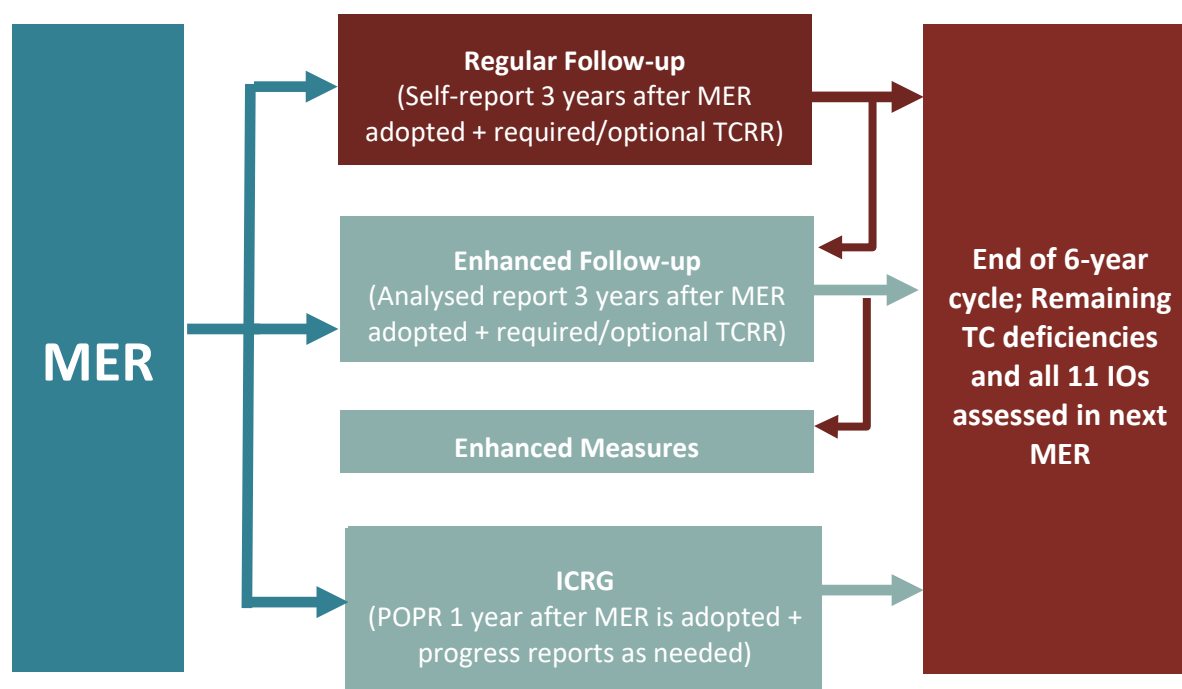 MER
Regular Follow-up
(Self-report 3 years after MER
adopted + required/optional TCRR)
Enhanced Follow-up
(Analysed report 3 years after MER
adopted + required/optional TCRR)
Enhanced Measures
ICRG
(POPR 1 year after MER is adopted +
progress reports as needed)
End of 6-year
cycle; Remaining
TC deficiencies
and all 11 IOs
assessed in next
MER